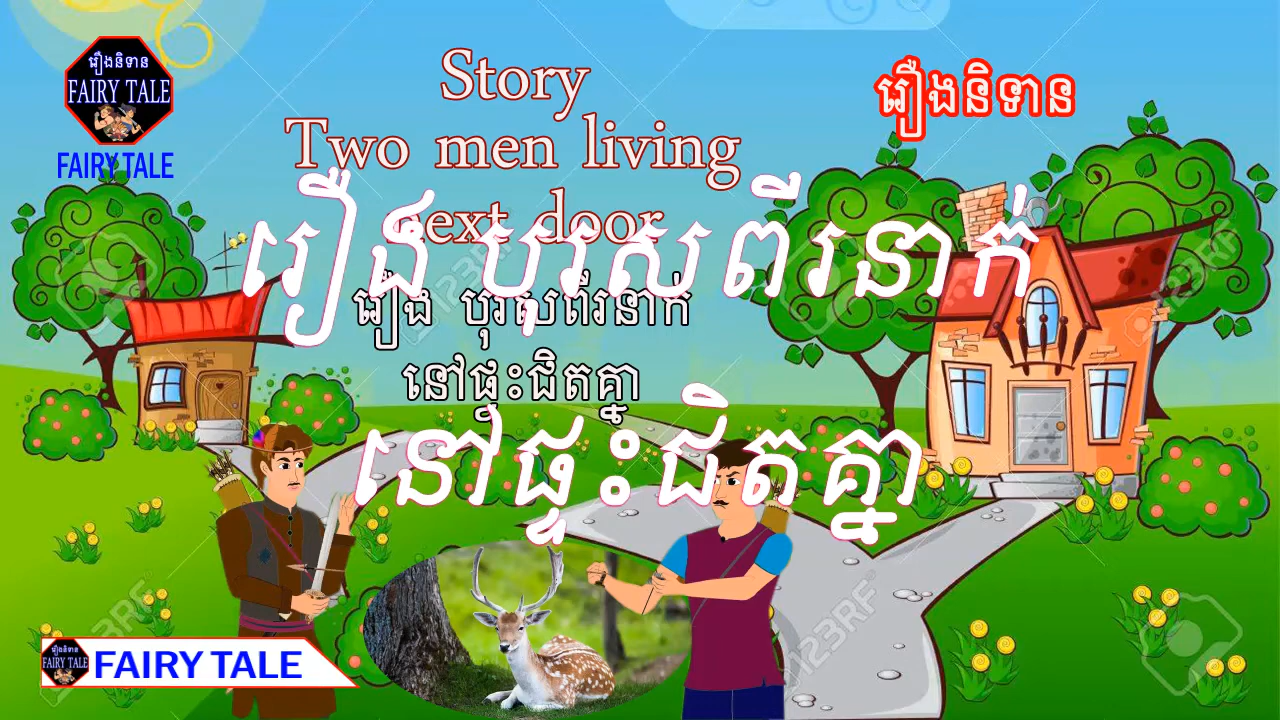 រឿងនិទាន
FAIRY TALE
FAIRY TALE
Story
Two men living
next door
រឿងនិទាន
រឿង បុរសពីរនាក់
នៅផ្ទះជិតគ្នា
រឿង បុរសពីរនាក់
នៅផ្ទះជិតគ្នា
រឿងនិទាន
FAIRY TALE
FAIRY TALE
123RF
123RF